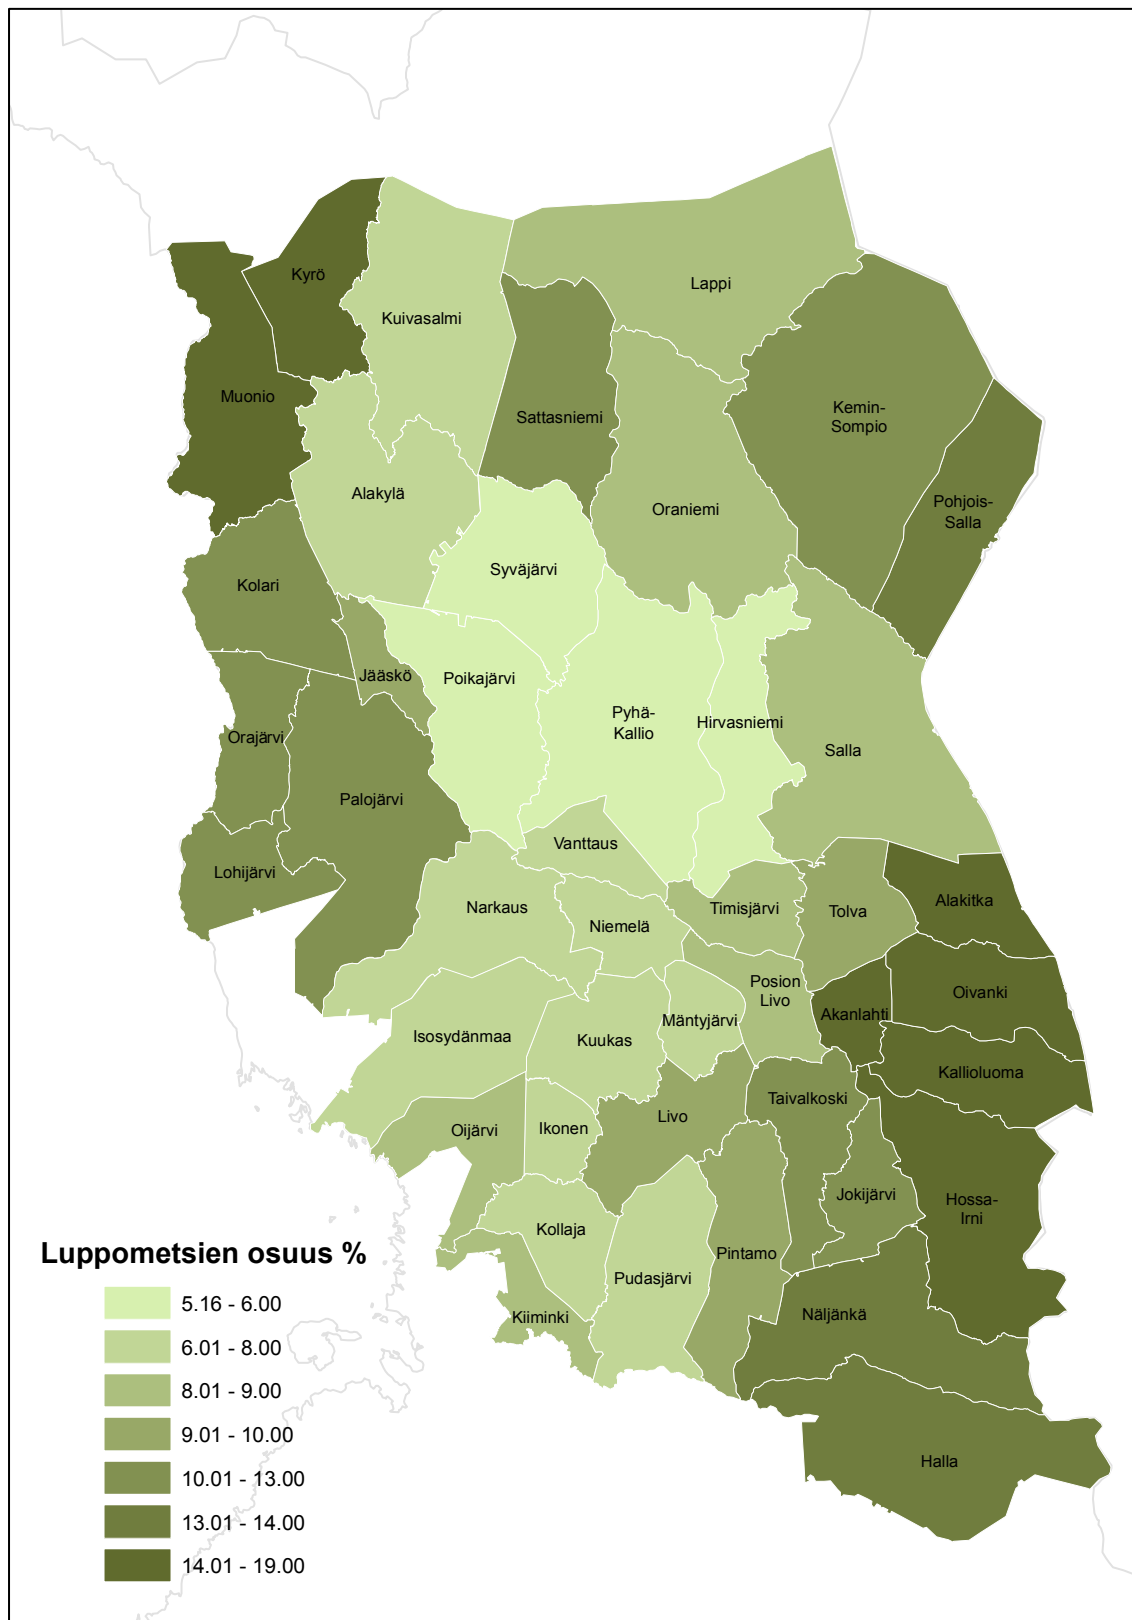 Kyrö
Lappi
Kuivasalmi
Muonio
Sattasniemi
Kemin-
Sompio
Alakylä
Oraniemi
Pohjois-
Salla
Syväjärvi
Kolari
Jääskö
Poikajärvi
Pyhä-
Kallio
Hirvasniemi
Orajärvi
Salla
Palojärvi
Vanttaus
Lohijärvi
Narkaus
Timisjärvi
Tolva
Alakitka
Niemelä
Posion
Livo
Oivanki
Akanlahti
Mäntyjärvi
Isosydänmaa
Kuukas
Kallioluoma
Taivalkoski
Livo
Oijärvi
Ikonen
Jokijärvi
Hossa-
Irni
Kollaja
Pintamo
Pudasjärvi
Kiiminki
Näljänkä
Halla
Luppometsien osuus %
5.16 - 6.00
6.01 - 8.00
8.01 - 9.00
9.01 - 10.00
10.01 - 13.00
13.01 - 14.00
14.01 - 19.00